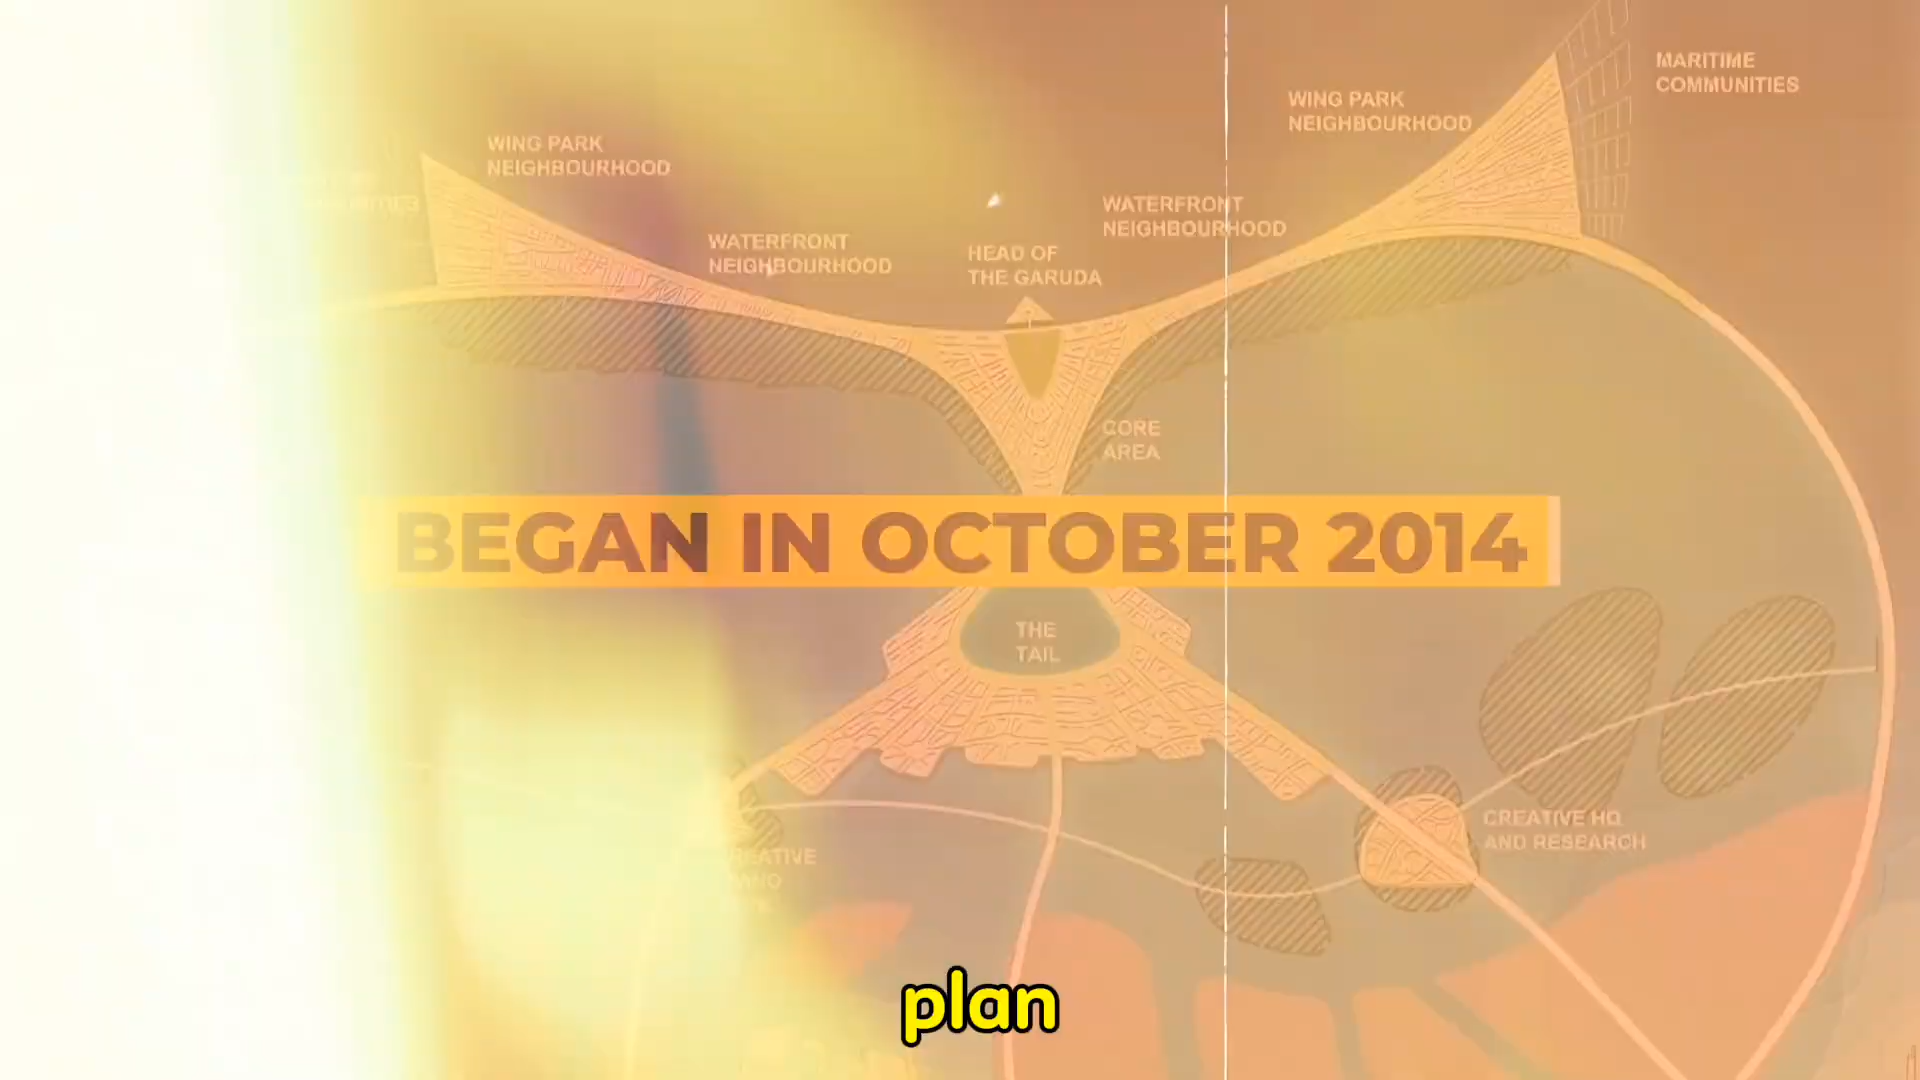 MARITIME
COMMUNITIES
WING PARK
NEIGHBOURHOOD
WING PARK
NEIGHBOURHOOD
WATERFRONT
NEIGHBOURHOOD
WATERFRONT
NEIGHBOURHOOD
HEAD OF
THE GARUDA
CORE
AREA
BEGAN IN OCTOBER 2014
THE
TAIL
CREATIVE HQ
AND RESEARCH
plan